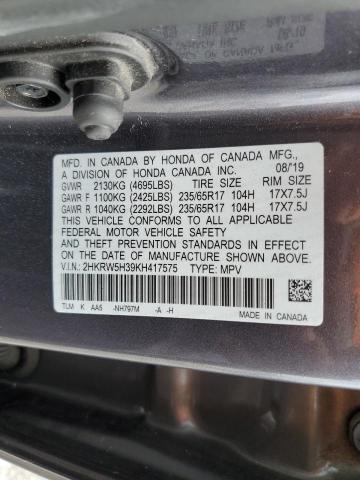 MFD. IN CANADA BY HONDA OF CANADA MFG.,
A DIVISION OF HONDA CANADA INC. 08/19
GVWR 2130KG (4695LBS) TIRE SIZE RIM SIZE
GAWR F 1100KG (2425LBS) 235/65R17 104H 17X7.5J
GAWR R 1040KG (2292LBS) 235/65R17 104H 17X7.5J
THIS VEHICLE CONFORMS TO ALL APPLICABLE
FEDERAL MOTOR VEHICLE SAFETY
AND THEFT PREVENTION STANDARDS IN EFFECT ON
THE DATE OF MANUFACTURE SHOWN ABOVE.
V.I.N.: 2HKRW5H39KH417575 TYPE: MPV
TLM K AA5 -NH797M -A -H
MADE IN CANADA